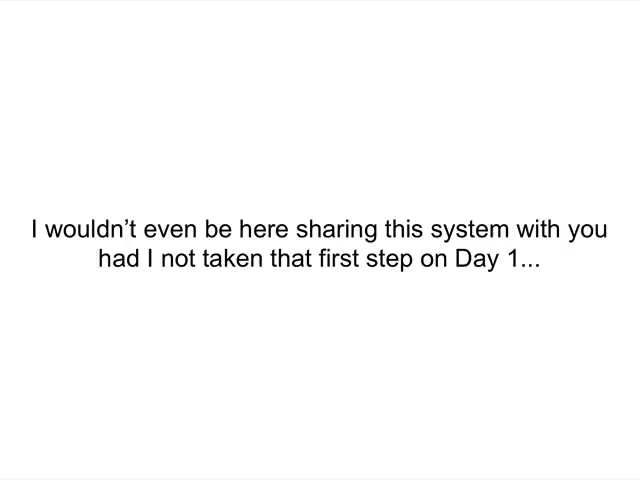 I wouldn’t even be here sharing this system with you
had I not taken that first step on Day 1...